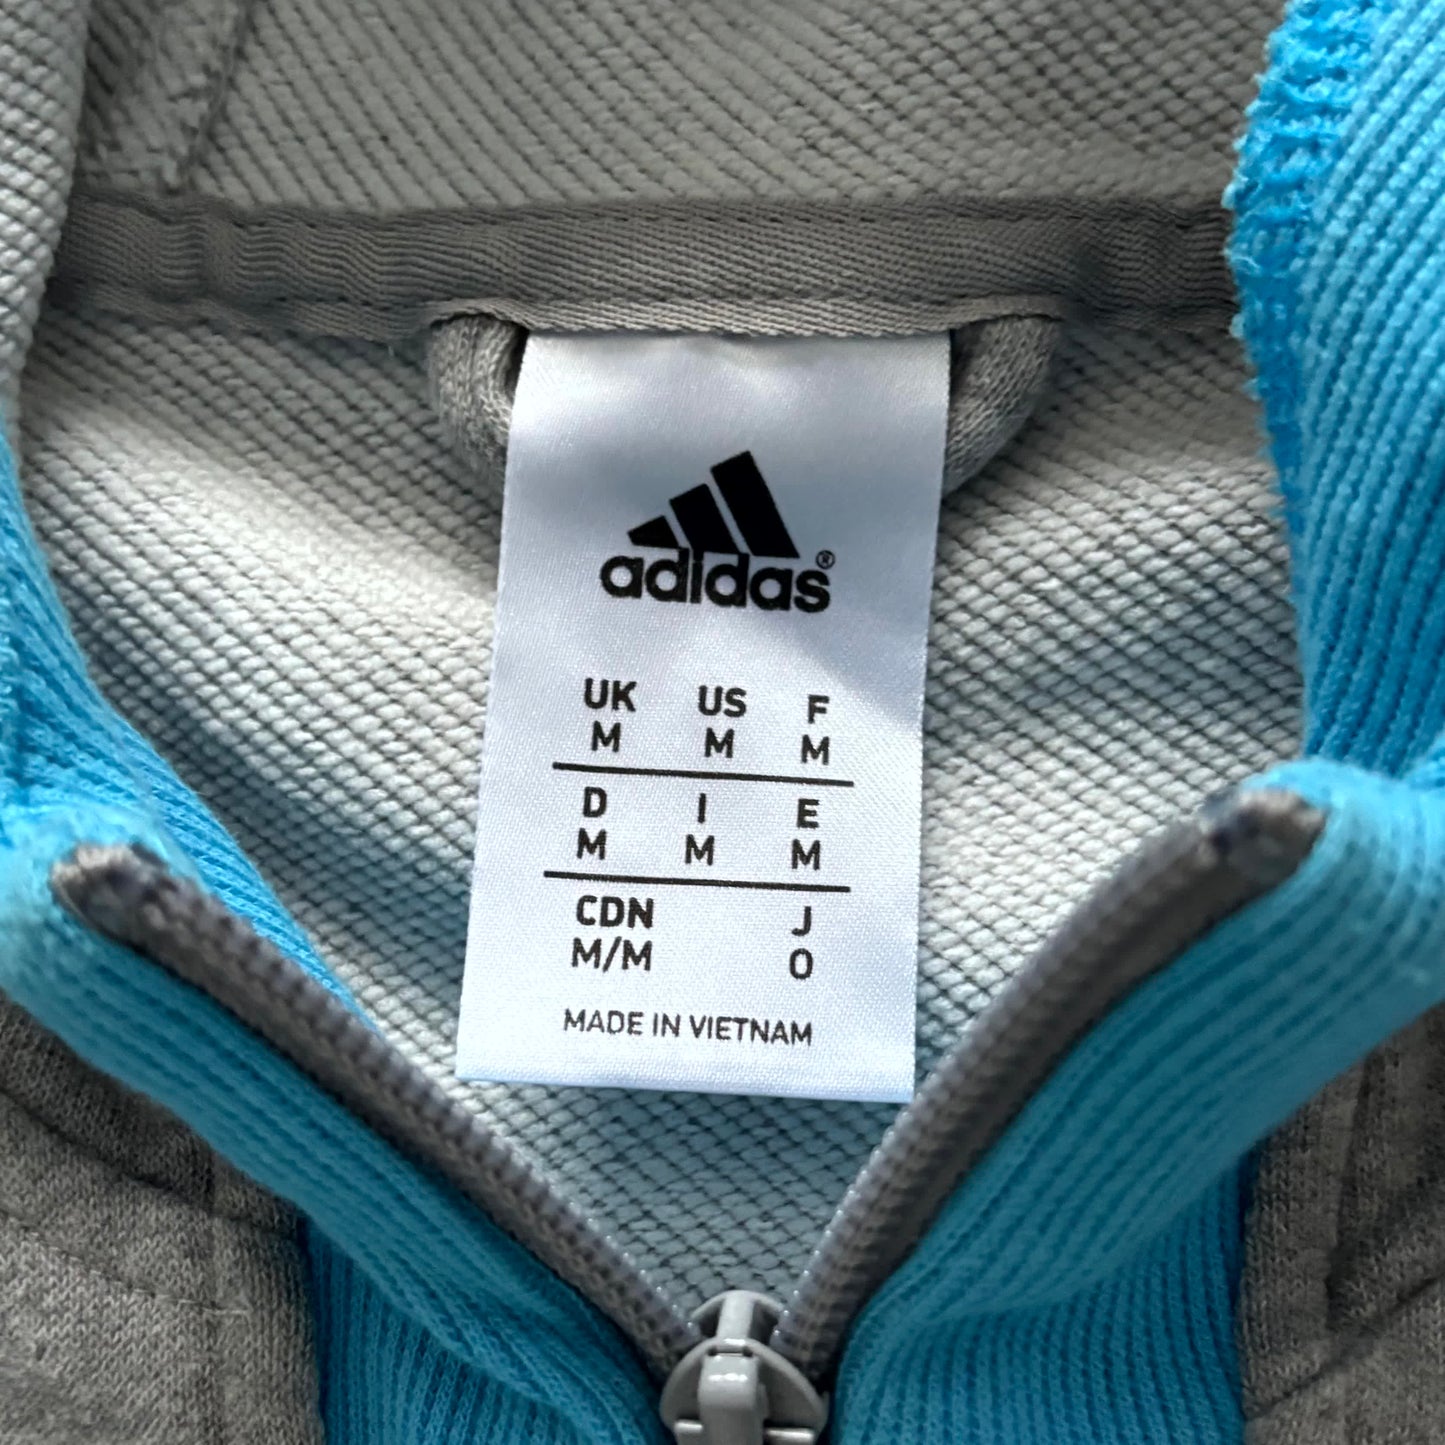 adidas®
UK US F
M M M
D I E
M M M
CDN J
M/M O
MADE IN VIETNAM